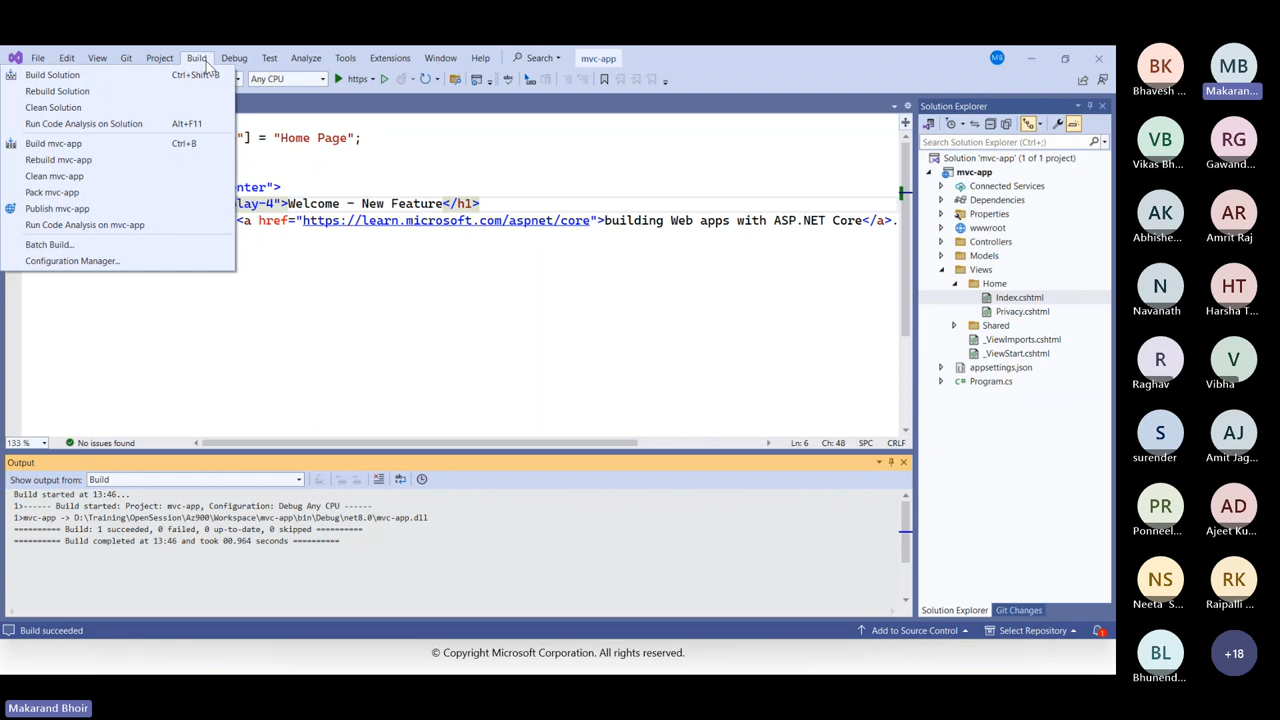 File Edit View Git Project Build Debug Test Analyze Tools Extensions Window Help Search mvc-app MB
Build Solution Ctrl+Shift+B
Rebuild Solution
Clean Solution
Run Code Analysis on Solution Alt+F11
Build mvc-app Ctrl+B
Rebuild mvc-app
Clean mvc-app
Pack mvc-app
Publish mvc-app
Run Code Analysis on mvc-app
Batch Build...
Configuration Manager...
Any CPU https
"] = "Home Page";
enter">
lay-4">Welcome - New Feature</h1>
<a href="https://learn.microsoft.com/aspnet/core">building Web apps with ASP.NET Core</a>.
133 % No issues found Ln: 6 Ch: 48 SPC CRLF
Output
Show output from: Build
Build started at 13:46...
1>------ Build started: Project: mvc-app, Configuration: Debug Any CPU ------
1>mvc-app -> D:\Training\OpenSession\Az900\Workspace\mvc-app\bin\Debug\net8.0\mvc-app.dll
========== Build: 1 succeeded, 0 failed, 0 up-to-date, 0 skipped ==========
========== Build completed at 13:46 and took 00.964 seconds ==========
Solution Explorer
Search Solution Explorer (Ctrl+;)
Solution 'mvc-app' (1 of 1 project)
mvc-app
Connected Services
Dependencies
Properties
wwwroot
Controllers
Models
Views
Home
Index.cshtml
Privacy.cshtml
Shared
_ViewImports.cshtml
_ViewStart.cshtml
appsettings.json
Program.cs
Solution Explorer Git Changes
Build succeeded Add to Source Control Select Repository 1
© Copyright Microsoft Corporation. All rights reserved.
Makarand Bhoir
BK MB
Bhavesh ... Makaran...
VB RG
Vikas Bh... Gawand...
AK AR
Abhishe... Amrit Raj
N HT
Navanath Harsha T...
R V
Raghav Vibha
S AJ
surender Amit Jag...
PR AD
Ponneel... Ajeet Ku...
NS RK
Neeta S... Raipalli ...
BL +18
Bhunend...